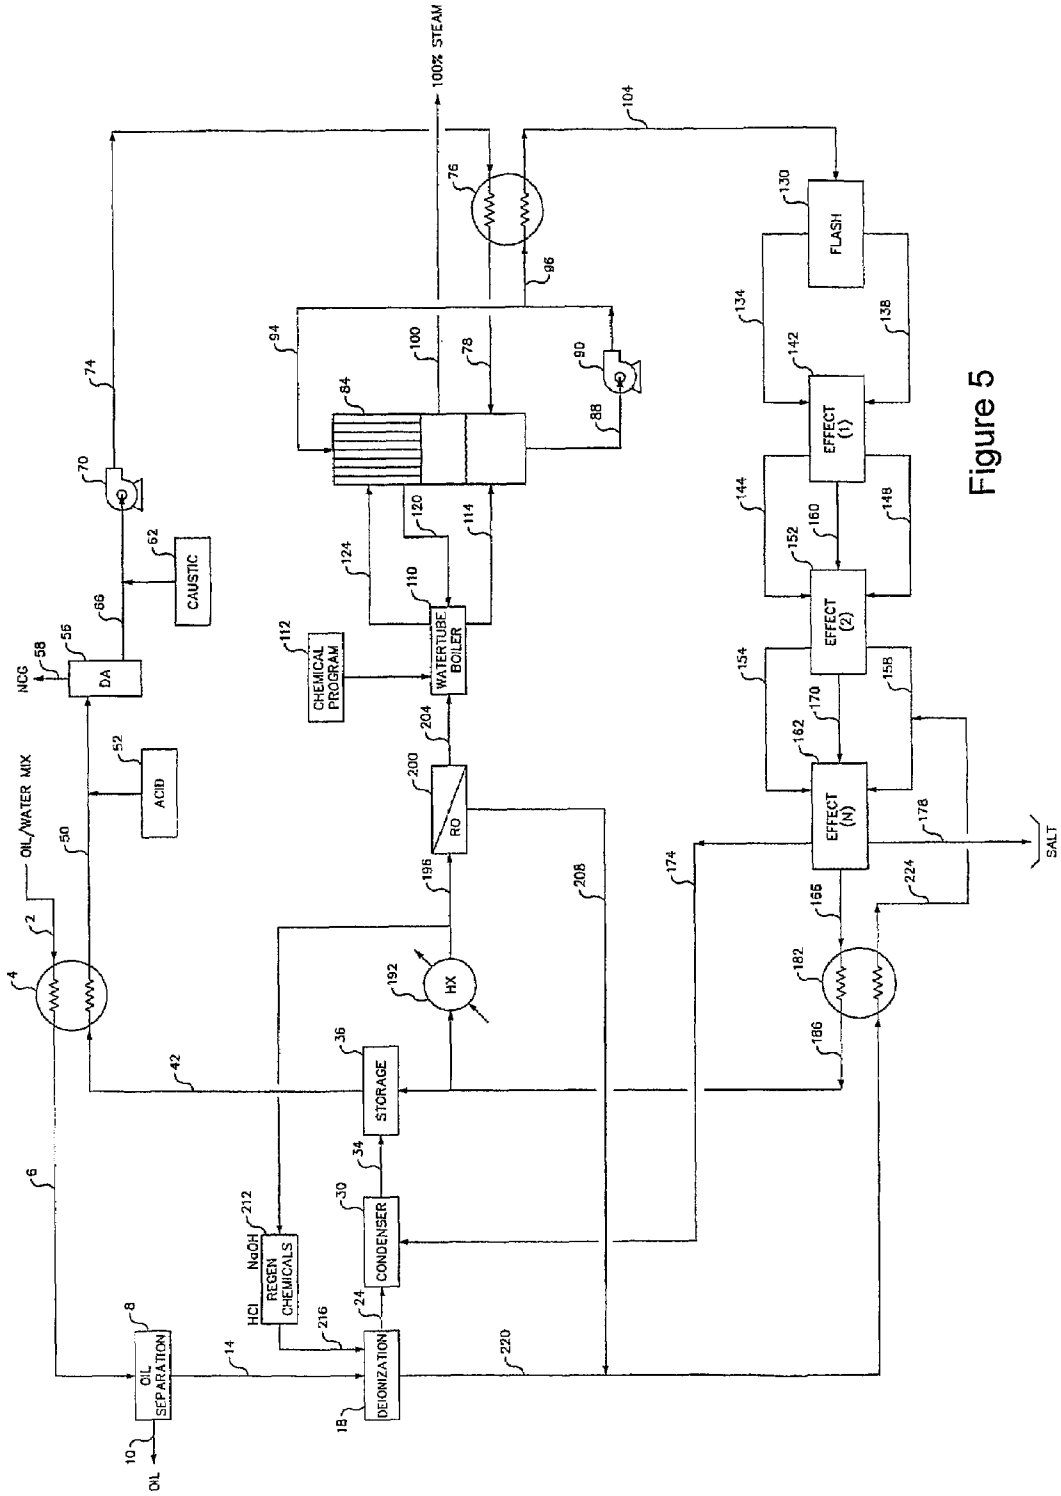 OIL
10
OIL
SEPARATION
8
6
4
2
OIL/WATER MIX
NCG
58
DA
56
50
52
ACID
42
66
62
CAUSTIC
70
74
14
HCl NaOH
REGEN
CHEMICALS
212
216
18
DEIONIZATION
24
CONDENSER
30
34
STORAGE
36
192
HX
196
200
RO
204
CHEMICAL
PROGRAM
112
WATERTUBE
BOILER
110
124
120
114
84
94
100
100% STEAM
78
76
88
90
96
104
220
208
174
186
182
166
224
178
SALT
EFFECT
(N)
162
170
154
158
EFFECT
(2)
152
160
144
148
EFFECT
(1)
142
134
138
FLASH
130
Figure 5